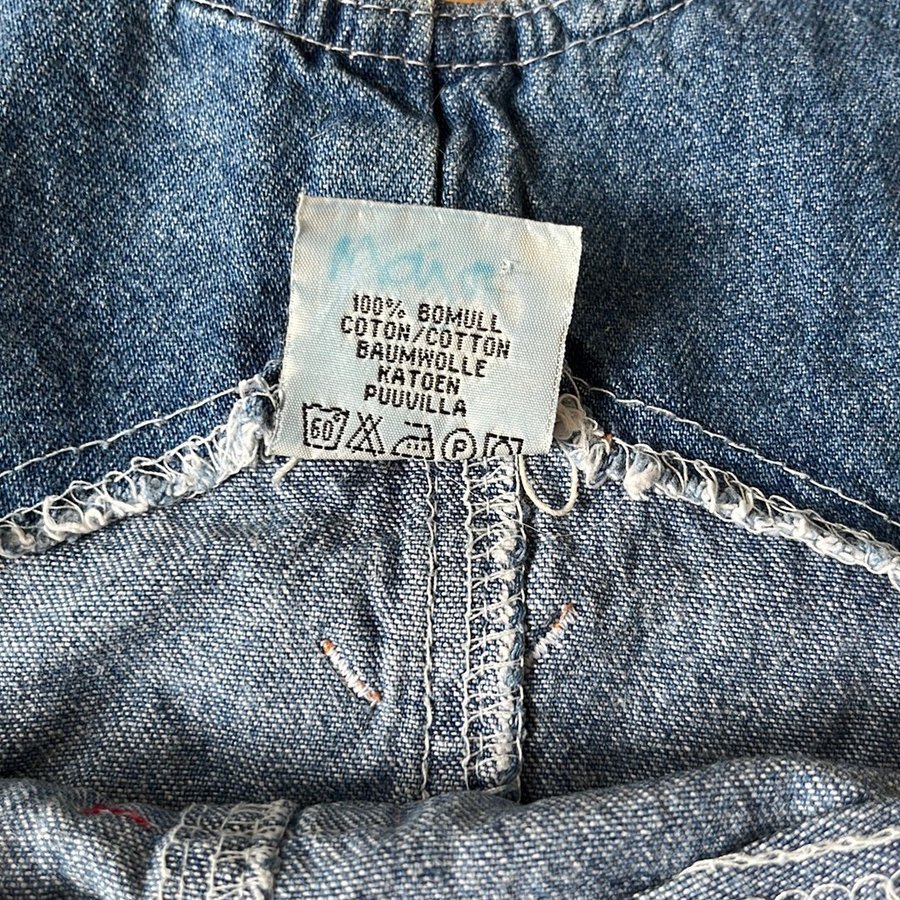 100% BOMULL
COTON/COTTON
BAUMWOLLE
KATOEN
PUUVILLA
60° P